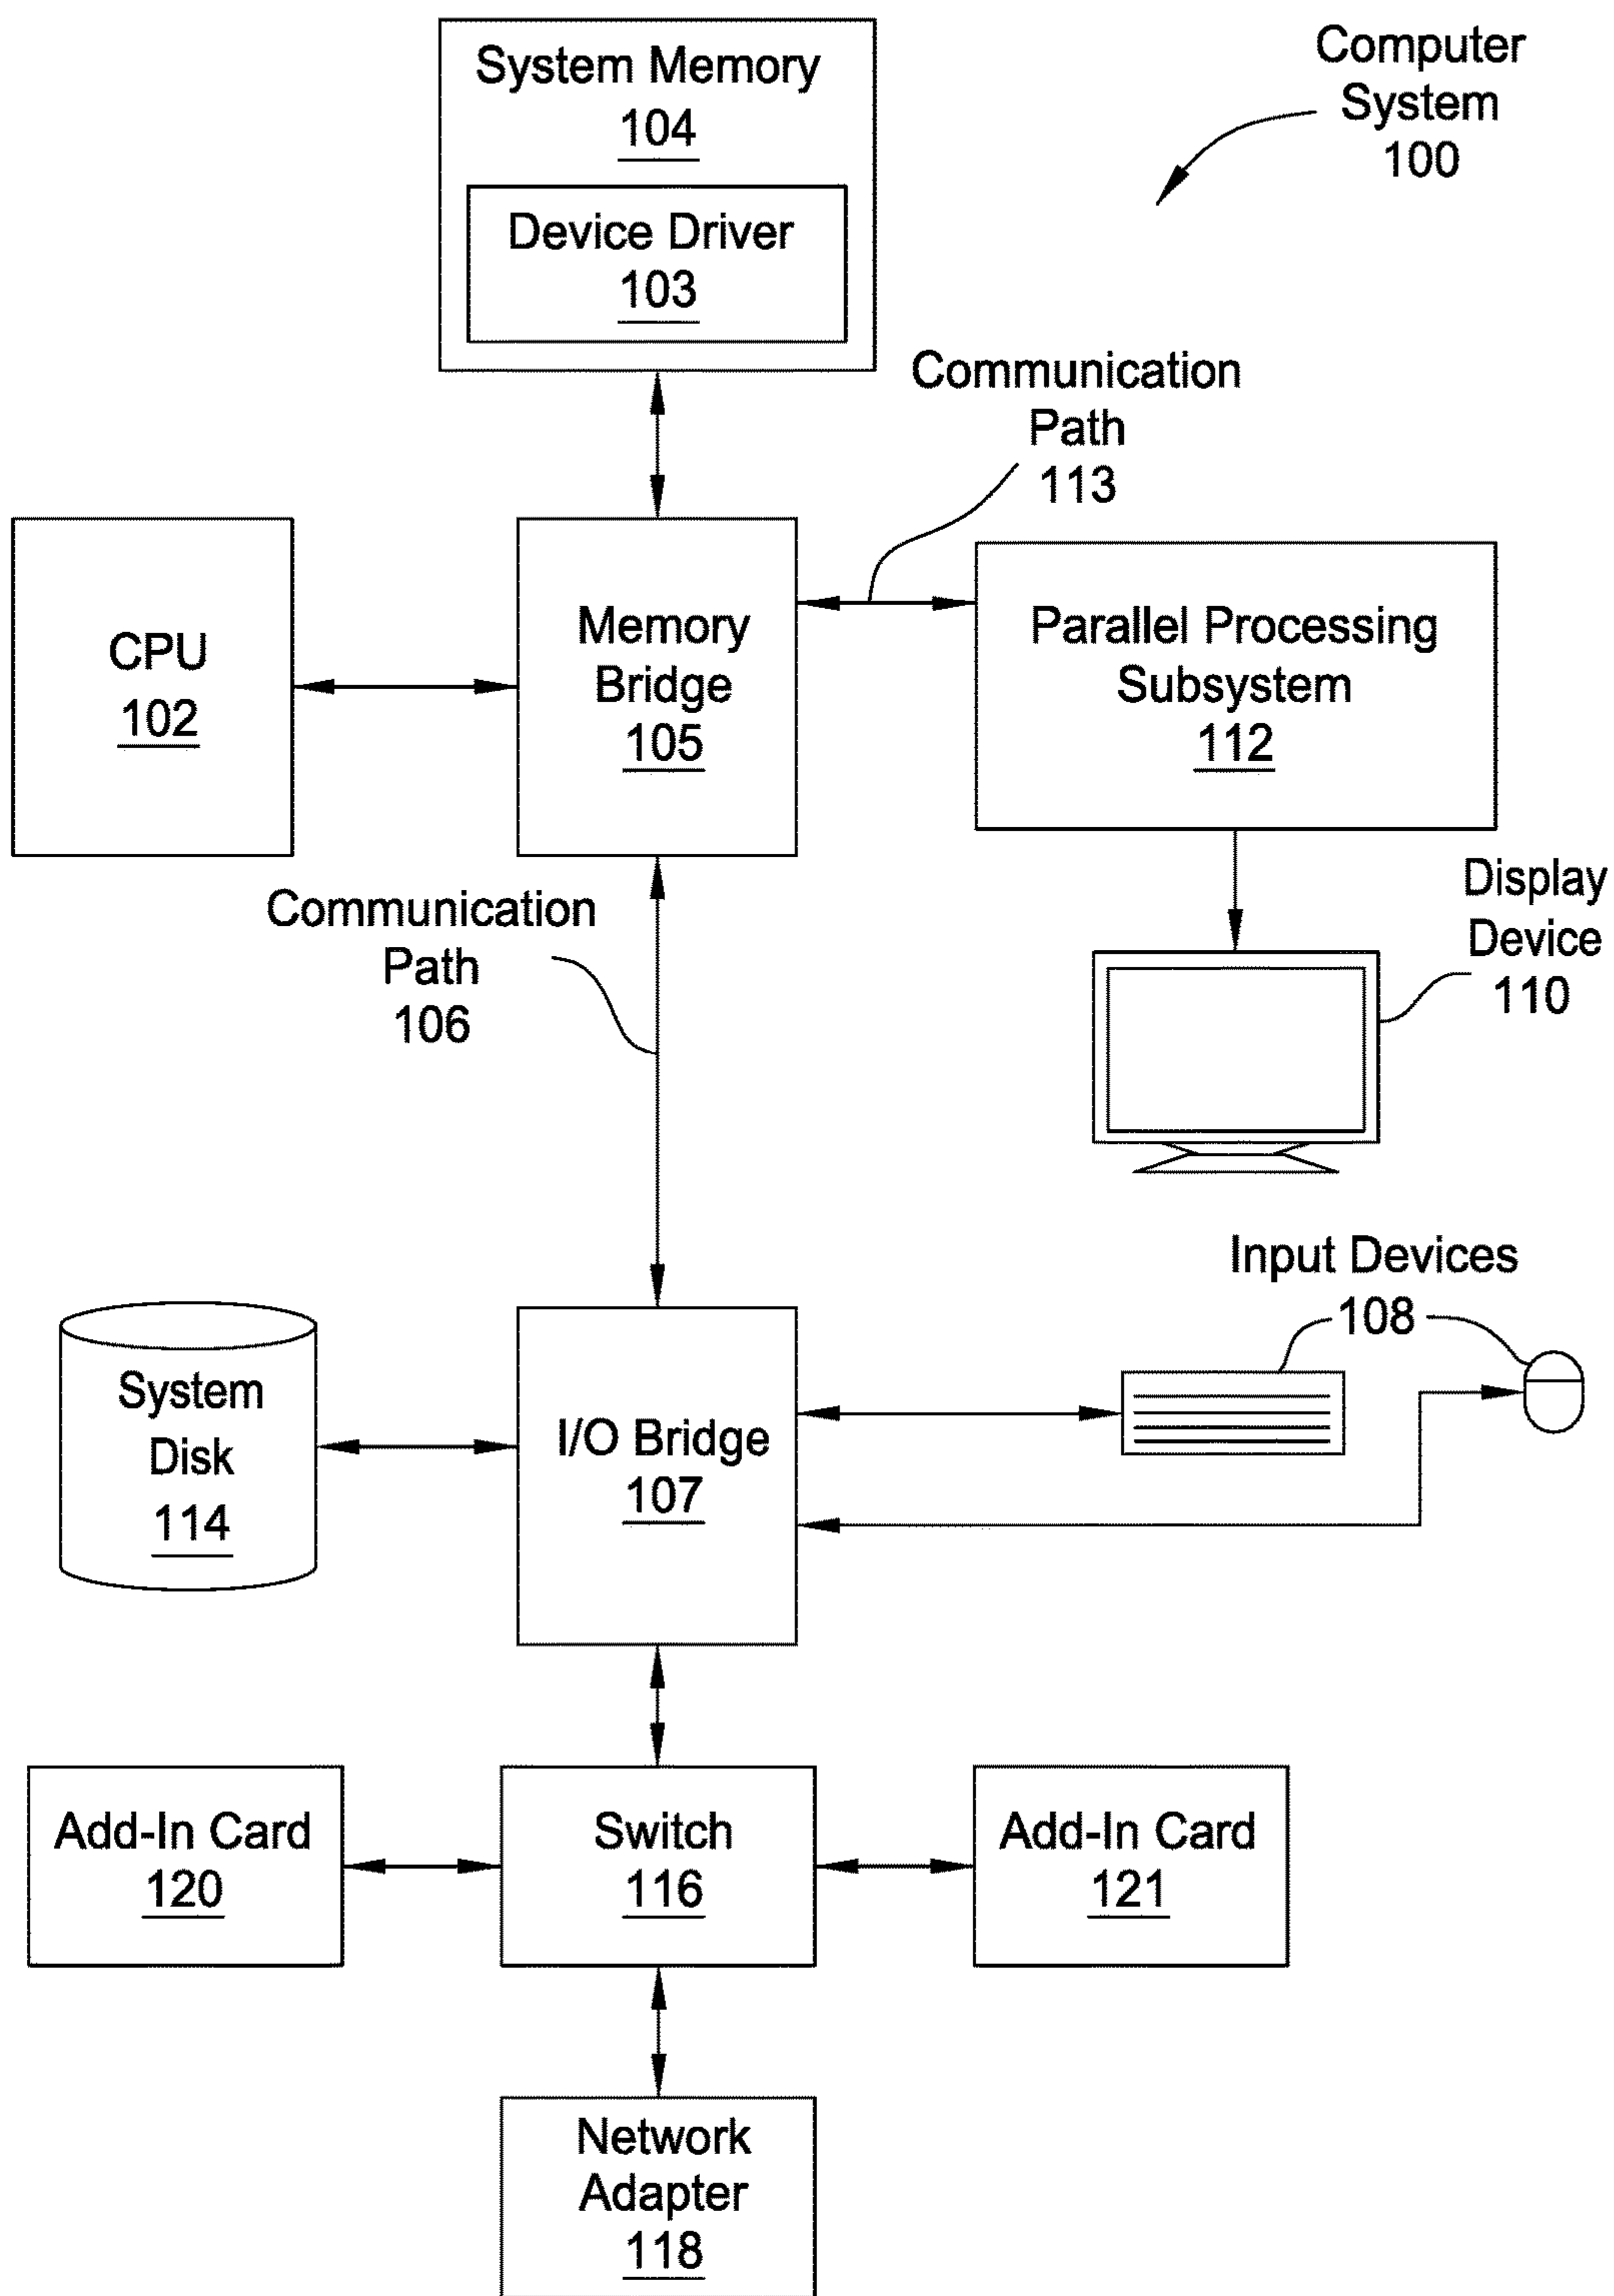 System Memory
104
Device Driver
103
Computer
System
100
Communication
Path
113
CPU
102
Memory
Bridge
105
Parallel Processing
Subsystem
112
Communication
Path
106
Display
Device
110
Input Devices
108
System
Disk
114
I/O Bridge
107
Add-In Card
120
Switch
116
Add-In Card
121
Network
Adapter
118